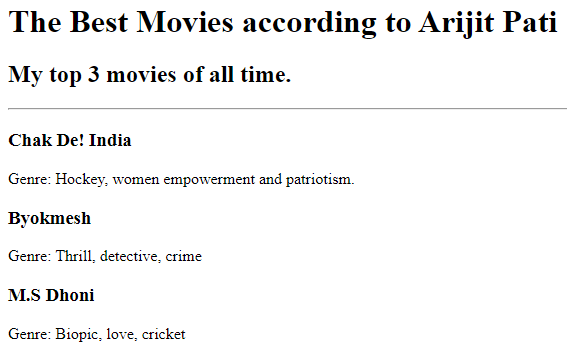 The Best Movies according to Arijit Pati
My top 3 movies of all time.
Chak De! India
Genre: Hockey, women empowerment and patriotism.
Byokmesh
Genre: Thrill, detective, crime
M.S Dhoni
Genre: Biopic, love, cricket